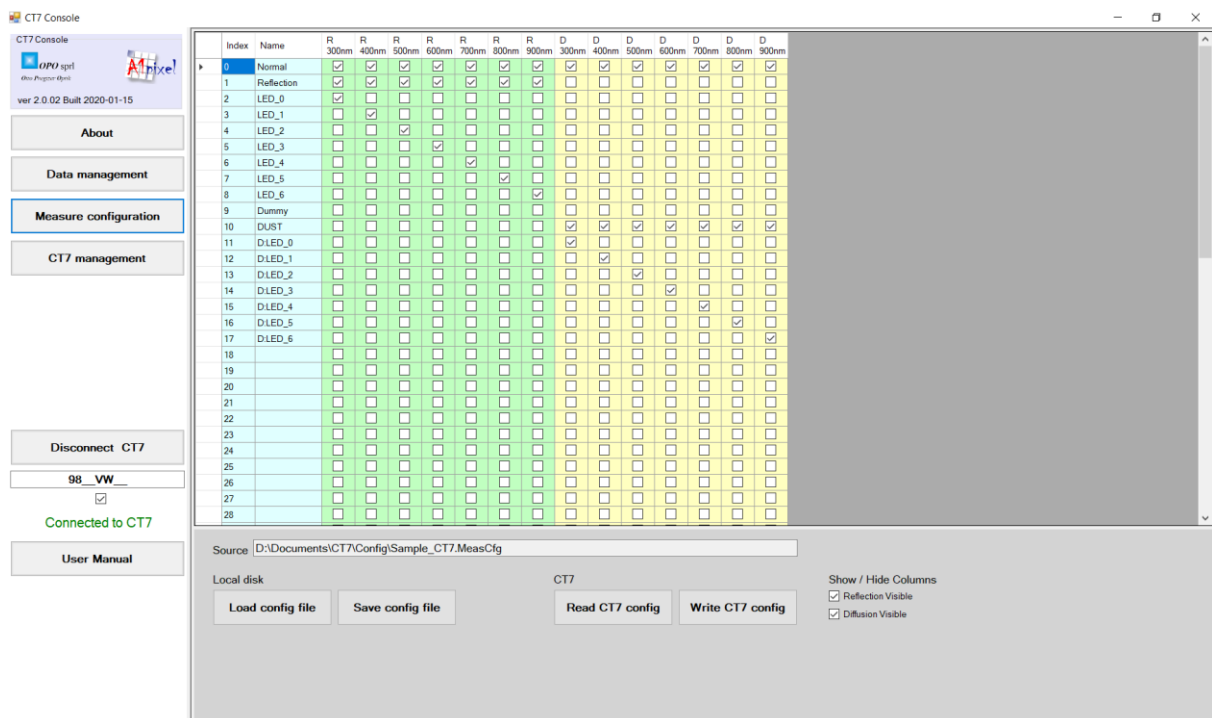 CT7 Console
CT7 Console
OPO sprl
Otto Progress Optik
A1pixel
ver 2.0.02 Built 2020-01-15
About
Data management
Measure configuration
CT7 management
Disconnect CT7
98__VW__
Connected to CT7
User Manual
Index Name R 300nm R 400nm R 500nm R 600nm R 700nm R 800nm R 900nm D 300nm D 400nm D 500nm D 600nm D 700nm D 800nm D 900nm
0 Normal
1 Reflection
2 LED_0
3 LED_1
4 LED_2
5 LED_3
6 LED_4
7 LED_5
8 LED_6
9 Dummy
10 DUST
11 D:LED_0
12 D:LED_1
13 D:LED_2
14 D:LED_3
15 D:LED_4
16 D:LED_5
17 D:LED_6
18
19
20
21
22
23
24
25
26
27
28
Source D:\Documents\CT7\Config\Sample_CT7.MeasCfg
Local disk
Load config file Save config file
CT7
Read CT7 config Write CT7 config
Show / Hide Columns
Reflection Visible
Diffusion Visible